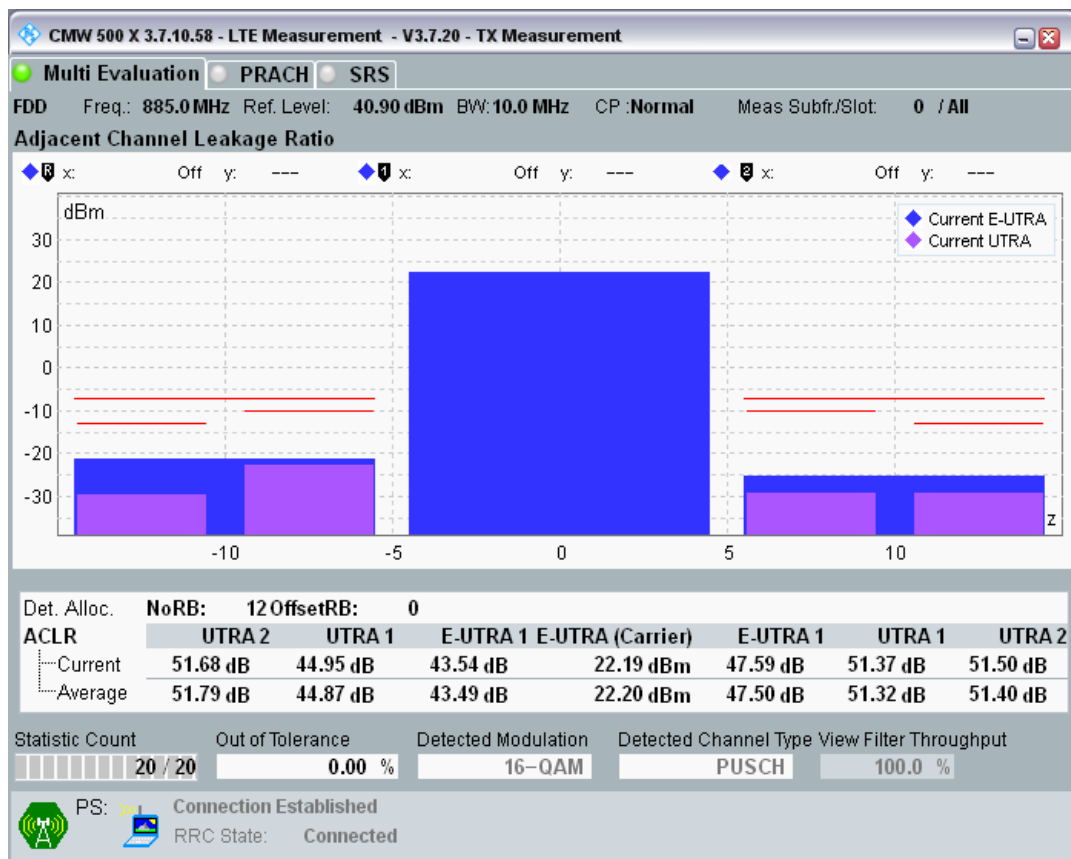 CMW 500 X 3.7.10.58 - LTE Measurement - V3.7.20 - TX Measurement
Multi Evaluation PRACH SRS
FDD Freq.: 885.0 MHz Ref. Level: 40.90 dBm BW: 10.0 MHz CP :Normal Meas Subfr./Slot: 0 / All
Adjacent Channel Leakage Ratio
R x: Off y: --- 1 x: Off y: --- 2 x: Off y: ---
dBm
Current E-UTRA
Current UTRA
30
20
10
0
-10
-20
-30
z
-10 -5 0 5 10
Det. Alloc. NoRB: 12 OffsetRB: 0
ACLR UTRA 2 UTRA 1 E-UTRA 1 E-UTRA (Carrier) E-UTRA 1 UTRA 1 UTRA 2
Current 51.68 dB 44.95 dB 43.54 dB 22.19 dBm 47.59 dB 51.37 dB 51.50 dB
Average 51.79 dB 44.87 dB 43.49 dB 22.20 dBm 47.50 dB 51.32 dB 51.40 dB
Statistic Count Out of Tolerance Detected Modulation Detected Channel Type View Filter Throughput
20 / 20 0.00 % 16-QAM PUSCH 100.0 %
PS: Connection Established
RRC State: Connected